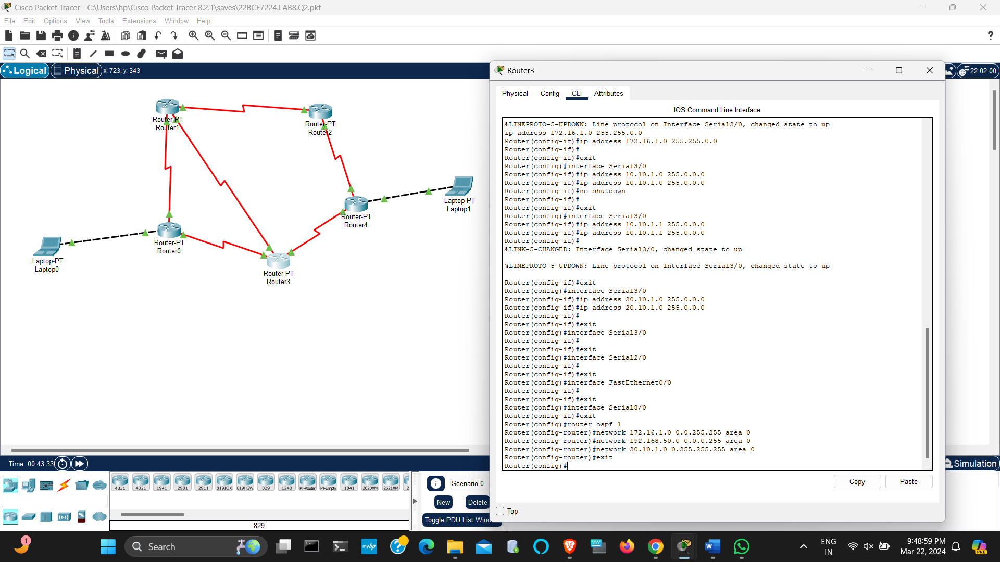 Cisco Packet Tracer - C:\Users\hp\Cisco Packet Tracer 8.2.1\saves\22BCE7224.LAB8.Q2.pkt
File Edit Options View Tools Extensions Window Help
Logical Physical x: 723, y: 343
22:02:00
Router-PT
Router1
Router-PT
Router2
Laptop-PT
Laptop1
Router-PT
Router4
Router-PT
Router0
Laptop-PT
Laptop0
Router-PT
Router3
Router3
Physical Config CLI Attributes
IOS Command Line Interface
%LINEPROTO-5-UPDOWN: Line protocol on Interface Serial2/0, changed state to up
ip address 172.16.1.0 255.255.0.0
Router(config-if)#ip address 172.16.1.0 255.255.0.0
Router(config-if)#
Router(config-if)#exit
Router(config)#interface Serial3/0
Router(config-if)#ip address 10.10.1.0 255.0.0.0
Router(config-if)#ip address 10.10.1.0 255.0.0.0
Router(config-if)#no shutdown
Router(config-if)#
Router(config-if)#exit
Router(config)#interface Serial3/0
Router(config-if)#ip address 10.10.1.1 255.0.0.0
Router(config-if)#ip address 10.10.1.1 255.0.0.0
Router(config-if)#
%LINK-5-CHANGED: Interface Serial3/0, changed state to up
%LINEPROTO-5-UPDOWN: Line protocol on Interface Serial3/0, changed state to up
Router(config-if)#exit
Router(config)#interface Serial3/0
Router(config-if)#ip address 20.10.1.0 255.0.0.0
Router(config-if)#ip address 20.10.1.0 255.0.0.0
Router(config-if)#
Router(config-if)#exit
Router(config)#interface Serial3/0
Router(config-if)#
Router(config-if)#exit
Router(config)#interface Serial2/0
Router(config-if)#
Router(config-if)#exit
Router(config)#interface FastEthernet0/0
Router(config-if)#
Router(config-if)#exit
Router(config)#interface Serial8/0
Router(config-if)#exit
Router(config)#router ospf 1
Router(config-router)#network 172.16.1.0 0.0.255.255 area 0
Router(config-router)#network 192.168.50.0 0.0.0.255 area 0
Router(config-router)#network 20.10.1.0 0.255.255.255 area 0
Router(config-router)#exit
Router(config)#
Copy Paste
Top
Time: 00:43:33
Simulation
4331 4321 1941 2901 2911 819IOX 819HGW 829 1240 PT-Router PT-Empty 1841 2620XM 2621XM 2
829
Scenario 0
New Delete
Toggle PDU List Wind
1
Search
myhp
ENG
IN
9:48:59 PM
Mar 22, 2024
PRE